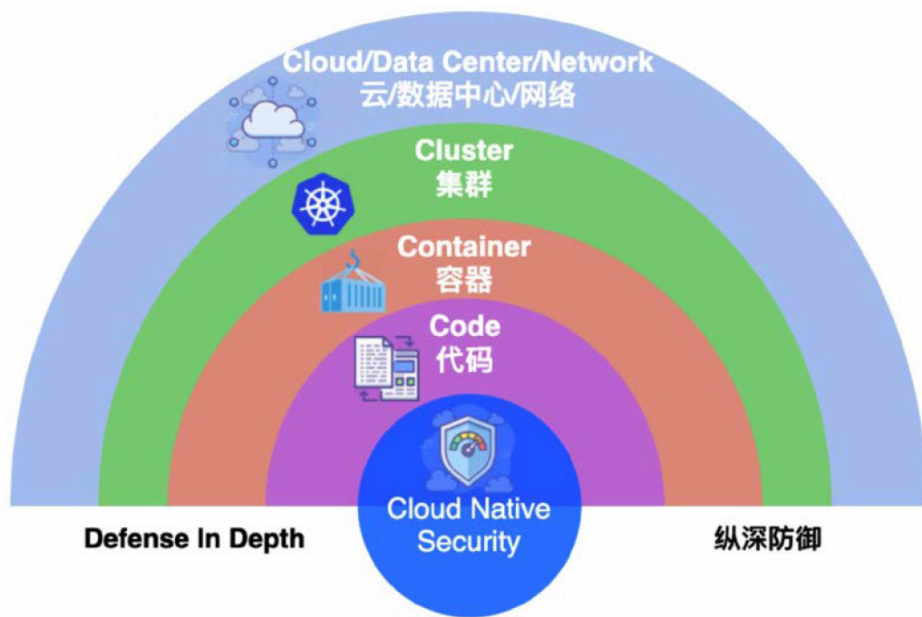 Cloud/Data Center/Network
云/数据中心/网络
Cluster
集群
Container
容器
Code
代码
Cloud Native
Security
Defense In Depth
纵深防御